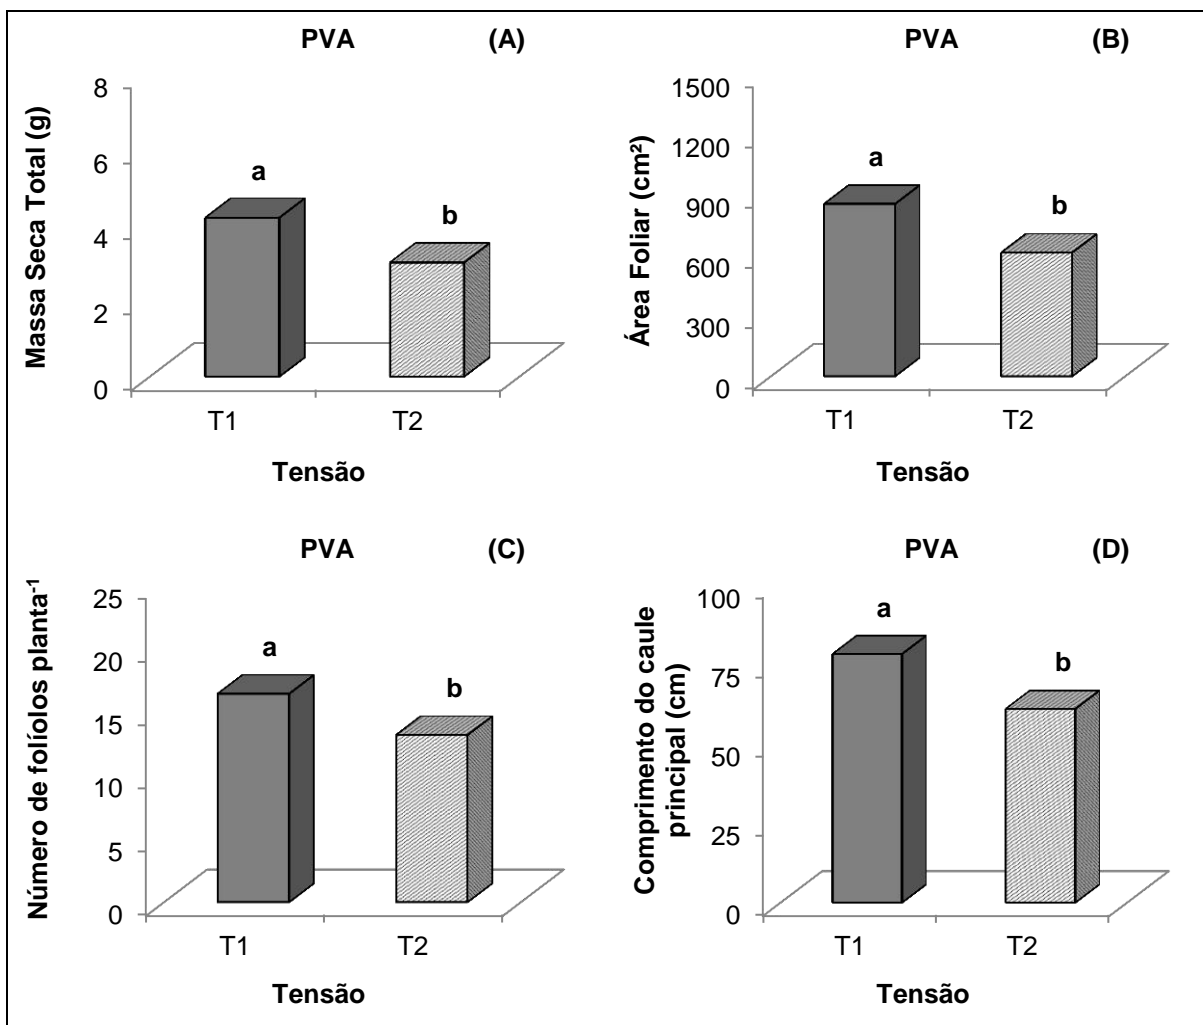 PVA (A)
Massa Seca Total (g)
8
6
4
2
0
a
b
T1 T2
Tensão
PVA (B)
Área Foliar (cm²)
1500
1200
900
600
300
0
a
b
T1 T2
Tensão
PVA (C)
Número de folíolos planta⁻¹
25
20
15
10
5
0
a
b
T1 T2
Tensão
PVA (D)
Comprimento do caule
principal (cm)
100
75
50
25
0
a
b
T1 T2
Tensão